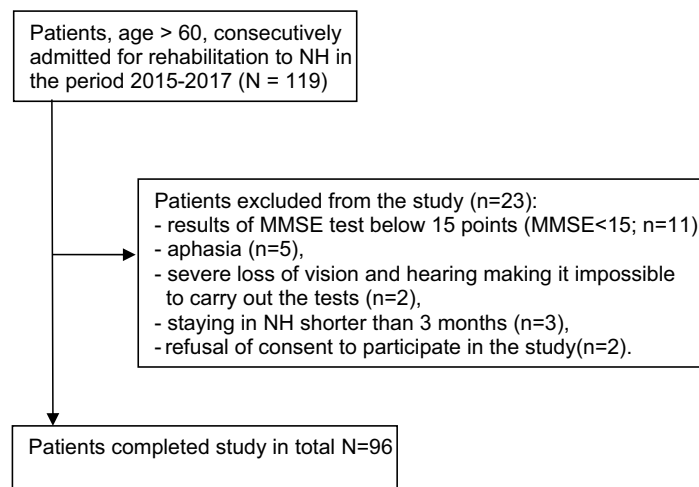 Patients, age > 60, consecutively
admitted for rehabilitation to NH in
the period 2015-2017 (N = 119)
Patients excluded from the study (n=23):
- results of MMSE test below 15 points (MMSE<15; n=11)
- aphasia (n=5),
- severe loss of vision and hearing making it impossible
to carry out the tests (n=2),
- staying in NH shorter than 3 months (n=3),
- refusal of consent to participate in the study(n=2).
Patients completed study in total N=96